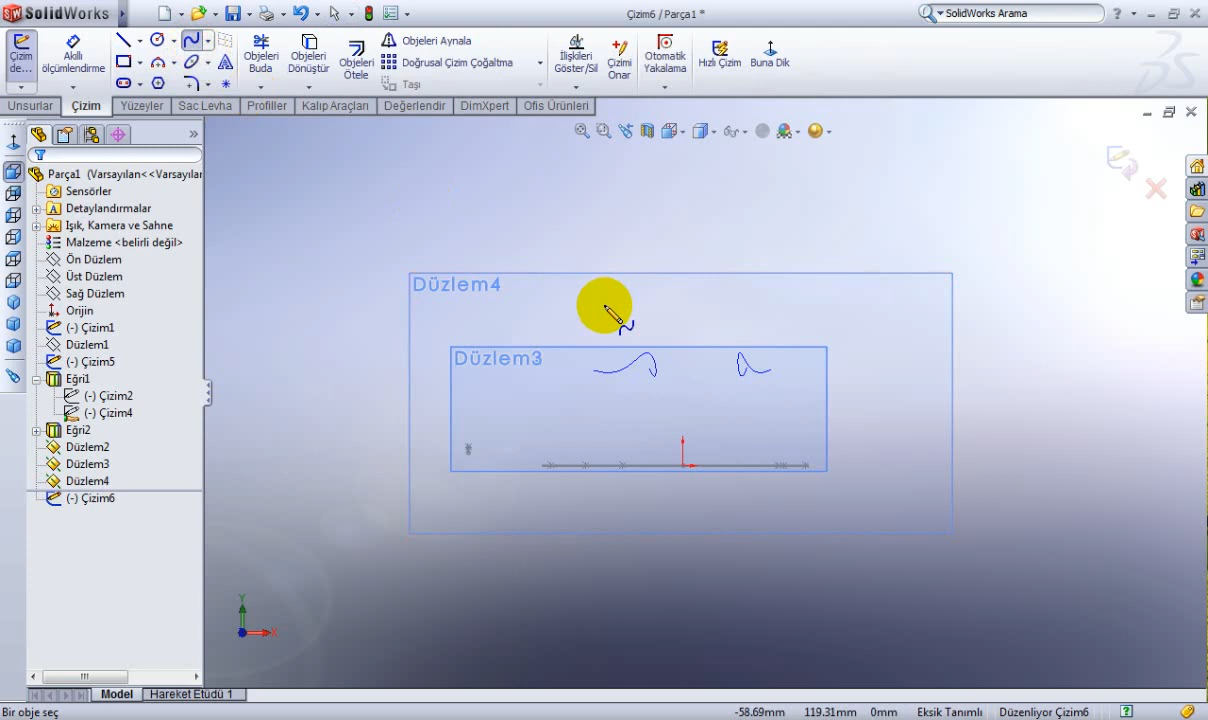 SolidWorks
Çizim6 / Parça1 *
SolidWorks Arama
Çizim de...
Akıllı ölçümlendirme
Objeleri Buda
Objeleri Dönüştür
Objeleri Ötele
Objeleri Aynala
Doğrusal Çizim Çoğaltma
Taşı
İlişkileri Göster/Sil
Çizimi Onar
Otomatik Yakalama
Hızlı Çizim
Buna Dik
Unsurlar
Çizim
Yüzeyler
Sac Levha
Profiller
Kalıp Araçları
Değerlendir
DimXpert
Ofis Ürünleri
Parça1 (Varsayılan<<Varsayılar
Sensörler
Detaylandırmalar
Işık, Kamera ve Sahne
Malzeme <belirli değil>
Ön Düzlem
Üst Düzlem
Sağ Düzlem
Orijin
(-) Çizim1
Düzlem1
(-) Çizim5
Eğri1
(-) Çizim2
(-) Çizim4
Eğri2
Düzlem2
Düzlem3
Düzlem4
(-) Çizim6
Düzlem4
Düzlem3
Y
X
Model
Hareket Etüdü 1
Bir obje seç
-58.69mm
119.31mm
0mm
Eksik Tanımlı
Düzenliyor Çizim6